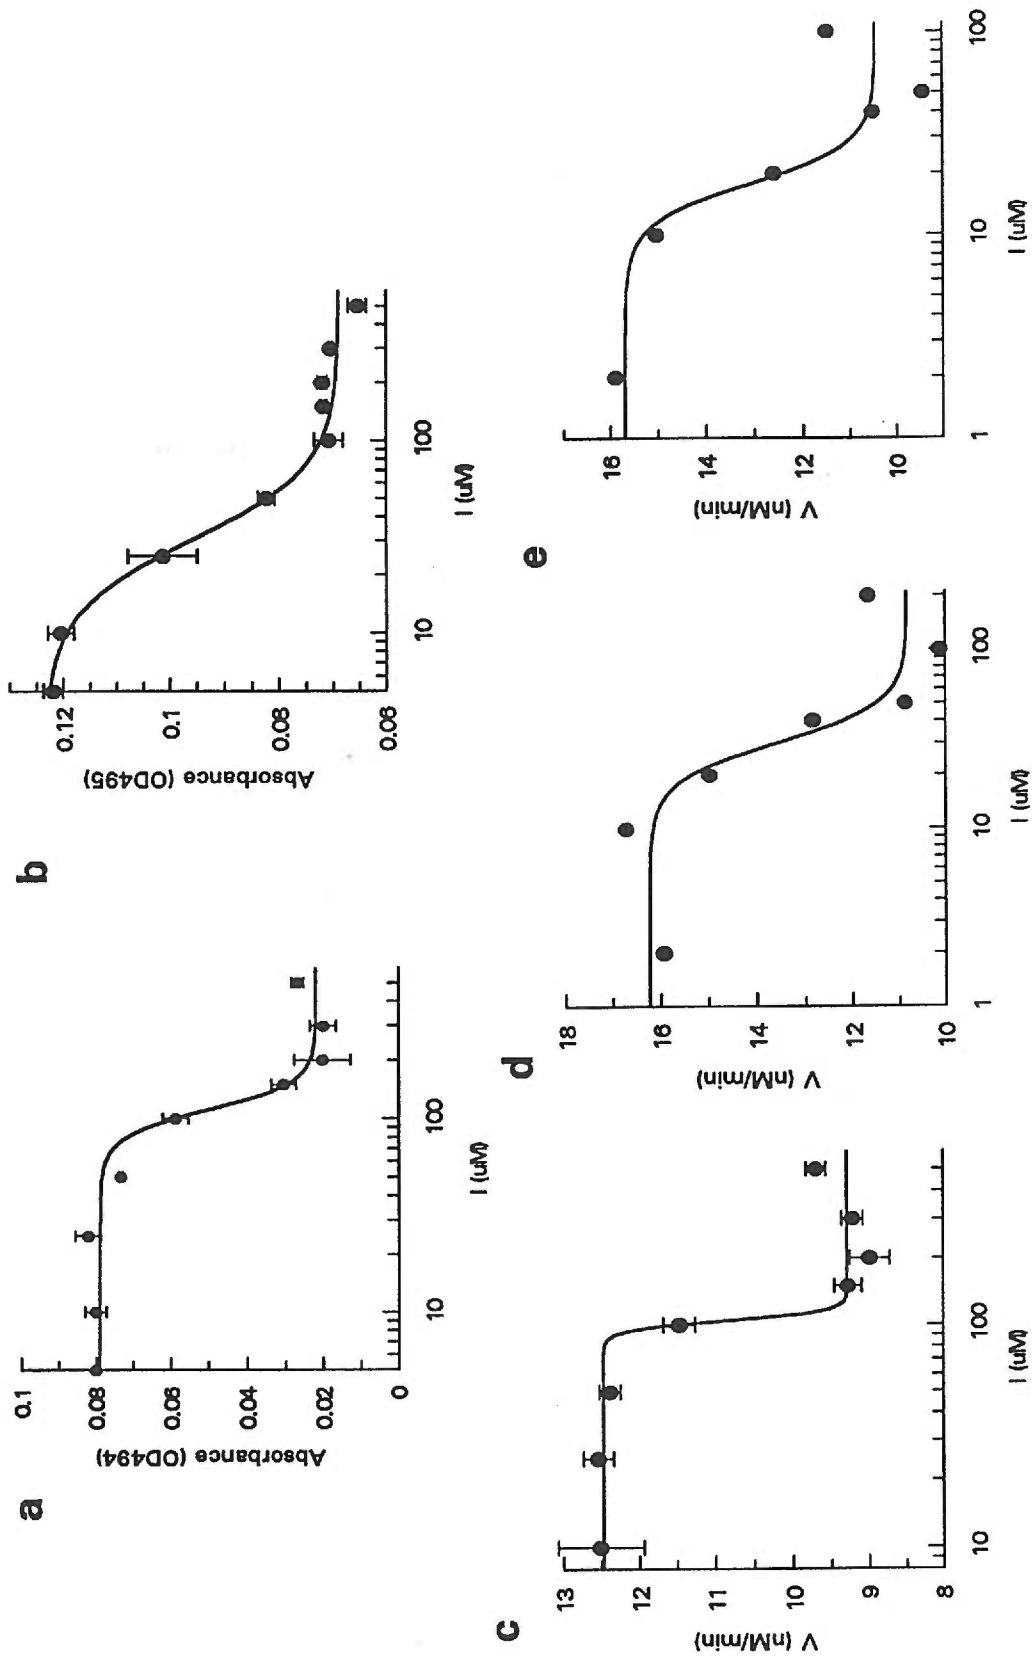 a
Absorbance (OD494)
0.1
0.08
0.06
0.04
0.02
0
10 100
I (uM)
b
Absorbance (OD495)
0.12
0.1
0.08
0.06
10 100
I (uM)
c
V (nM/min)
13
12
11
10
9
8
10 100
I (uM)
d
V (nM/min)
18
16
14
12
10
1 10 100
I (uM)
e
V (nM/min)
16
14
12
10
1 10 100
I (uM)